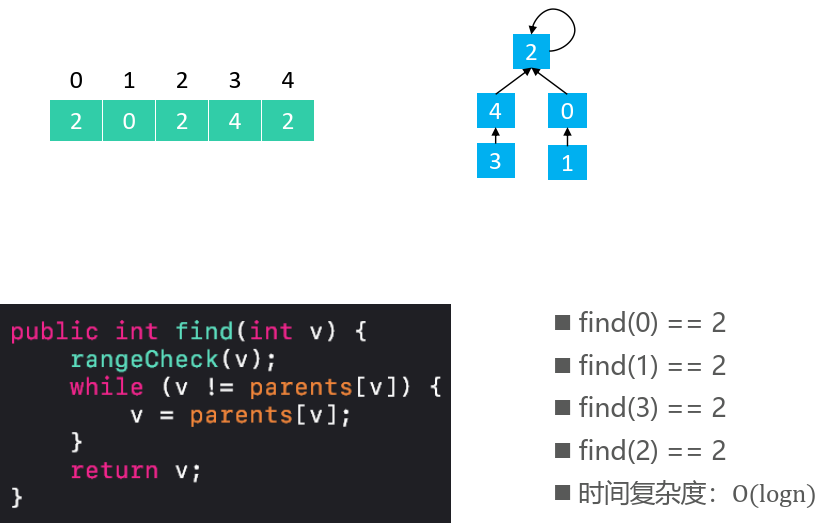 0 1 2 3 4
2 0 2 4 2
2
4 0
3 1
public int find(int v) {
rangeCheck(v);
while (v != parents[v]) {
v = parents[v];
}
return v;
}
find(0) == 2
find(1) == 2
find(3) == 2
find(2) == 2
时间复杂度：O(logn)